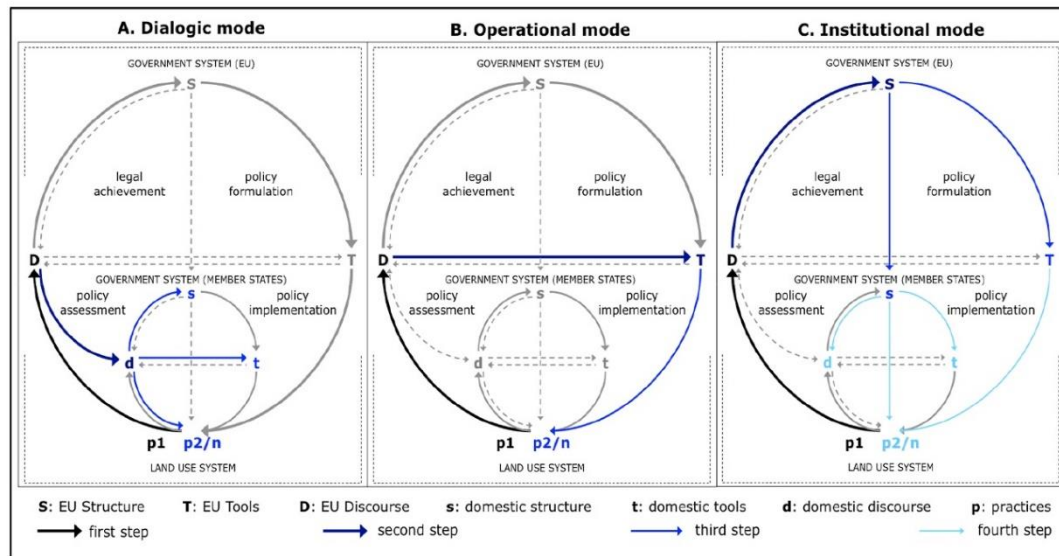 A. Dialogic mode
B. Operational mode
C. Institutional mode
GOVERNMENT SYSTEM (EU)
S
legal
achievement
policy
formulation
D
T
GOVERNMENT SYSTEM (MEMBER STATES)
policy
assessment
s
policy
implementation
d
t
p1
p2/n
LAND USE SYSTEM
GOVERNMENT SYSTEM (EU)
S
legal
achievement
policy
formulation
D
T
GOVERNMENT SYSTEM (MEMBER STATES)
policy
assessment
s
policy
implementation
d
t
p1
p2/n
LAND USE SYSTEM
GOVERNMENT SYSTEM (EU)
S
legal
achievement
policy
formulation
D
T
GOVERNMENT SYSTEM (MEMBER STATES)
policy
assessment
s
policy
implementation
d
t
p1
p2/n
LAND USE SYSTEM
S: EU Structure T: EU Tools D: EU Discourse s: domestic structure t: domestic tools d: domestic discourse p: practices
first step second step third step fourth step